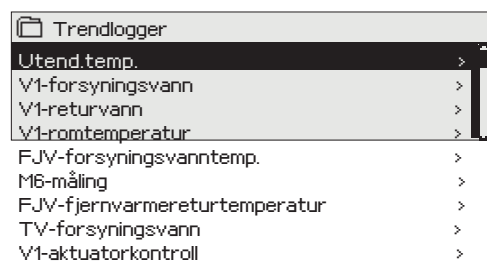 Trendlogger
Utend.temp. >
V1-forsyningsvann >
V1-returvann >
V1-romtemperatur >
FJV-forsyningsvanntemp. >
M6-måling >
FJV-fjernvarmereturtemperatur >
TV-forsyningsvann >
V1-aktuatorkontroll >